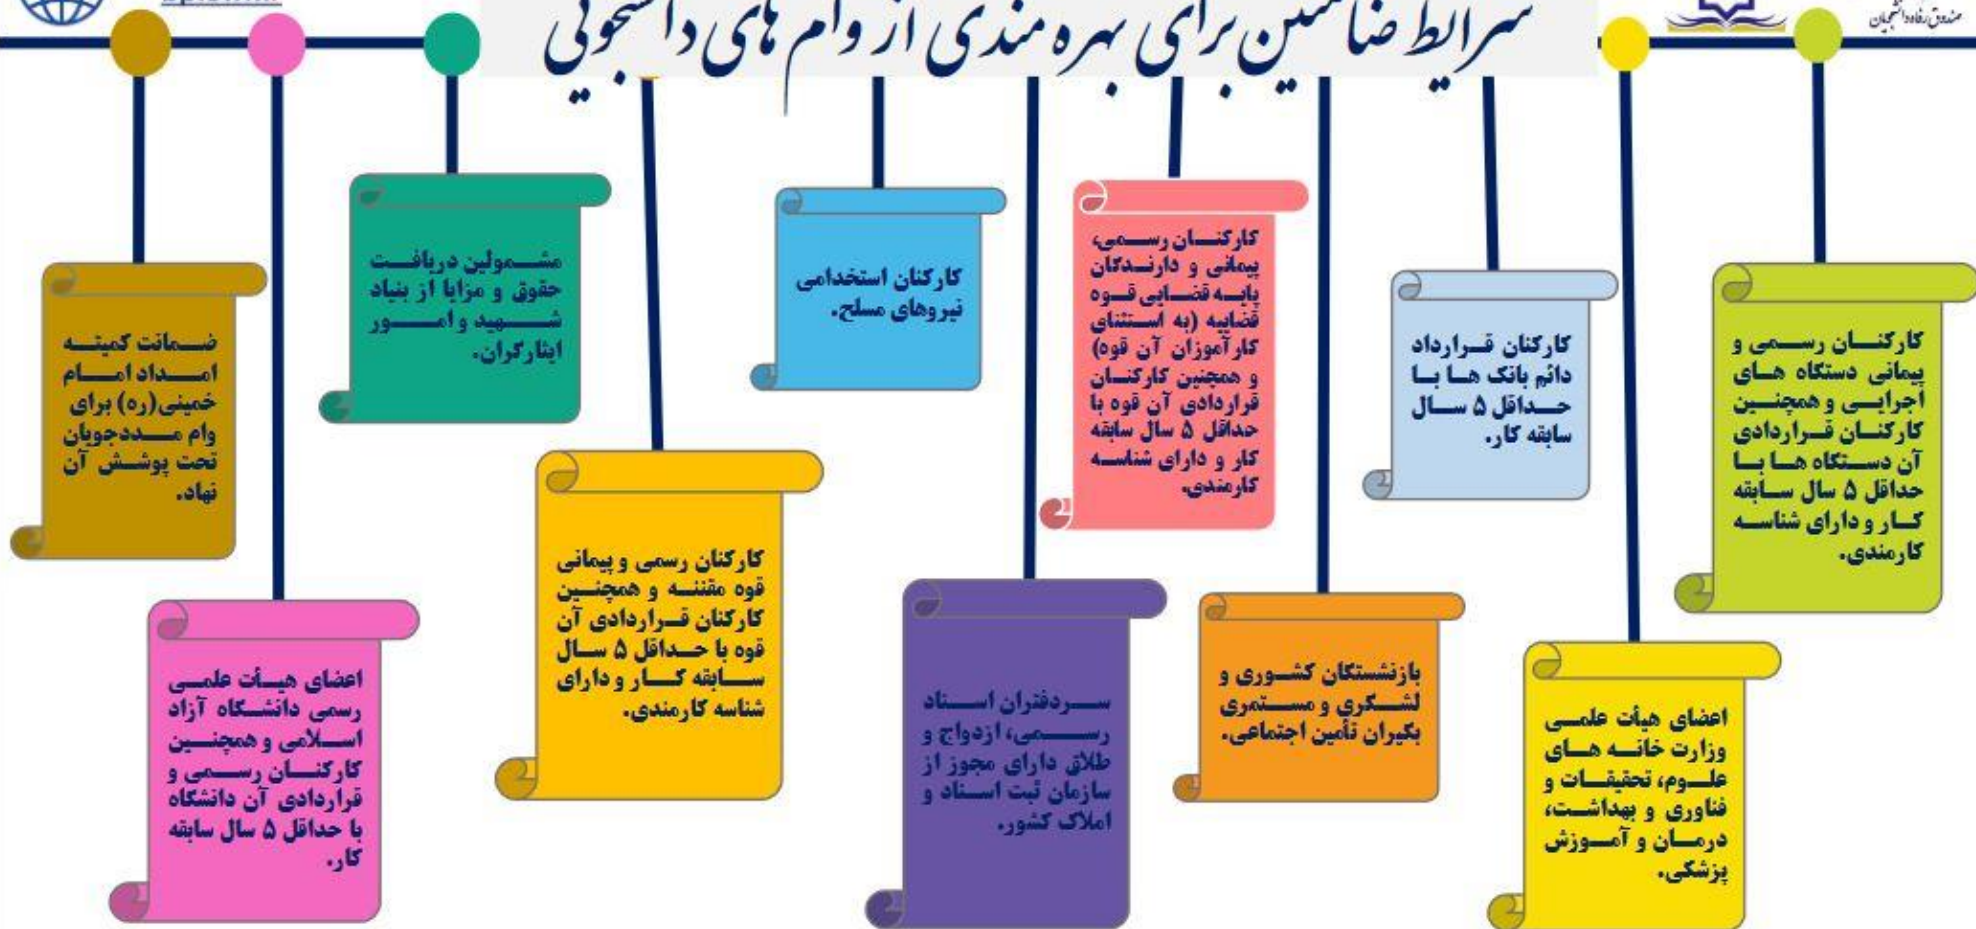 صندوق رفاه دانشجویان
شرایط ضامنین برای بهره مندی از وام های دانشجویی
کارکنان رسمی و
پیمانی دستگاه های
اجرایی و همچنین
کارکنان قراردادی
آن دستگاه ها با
حداقل ۵ سال سابقه
کار و دارای شناسه
کارمندی.
اعضای هیأت علمی
وزارت خانه های
علوم، تحقیقات و
فناوری و بهداشت،
درمان و آموزش
پزشکی.
کارکنان قرارداد
دائم بانک ها با
حداقل ۵ سال
سابقه کار.
بازنشستگان کشوری و
لشکری و مستمری
بگیران تأمین اجتماعی.
کارکنان رسمی،
پیمانی و دارندگان
پایه قضایی قوه
قضاییه (به استثنای
کارآموزان آن قوه)
و همچنین کارکنان
قراردادی آن قوه با
حداقل ۵ سال سابقه
کار و دارای شناسه
کارمندی.
سردفتران اسناد
رسمی، ازدواج و
طلاق دارای مجوز از
سازمان ثبت اسناد و
املاک کشور.
کارکنان استخدامی
نیروهای مسلح.
کارکنان رسمی و پیمانی
قوه مقننه و همچنین
کارکنان قراردادی آن
قوه با حداقل ۵ سال
سابقه کار و دارای
شناسه کارمندی.
مشمولین دریافت
حقوق و مزایا از بنیاد
شهید و امور
ایثارگران.
اعضای هیأت علمی
رسمی دانشگاه آزاد
اسلامی و همچنین
کارکنان رسمی و
قراردادی آن دانشگاه
با حداقل ۵ سال سابقه
کار.
ضمانت کمیته
امداد امام
خمینی(ره) برای
وام مددجویان
تحت پوشش آن
نهاد.